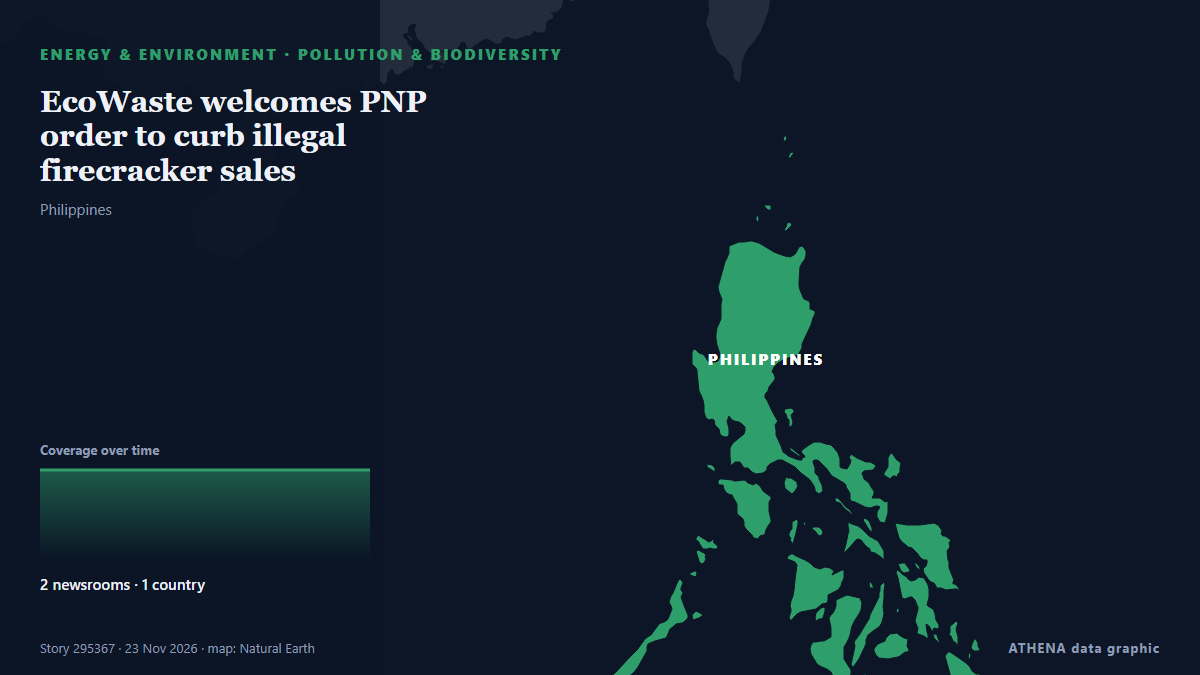 ENERGY & ENVIRONMENT · POLLUTION & BIODIVERSITY
EcoWaste welcomes PNP
order to curb illegal
firecracker sales
Philippines
PHILIPPINES
Coverage over time
2 newsrooms · 1 country
Story 295367 · 23 Nov 2026 · map: Natural Earth
ATHENA data graphic